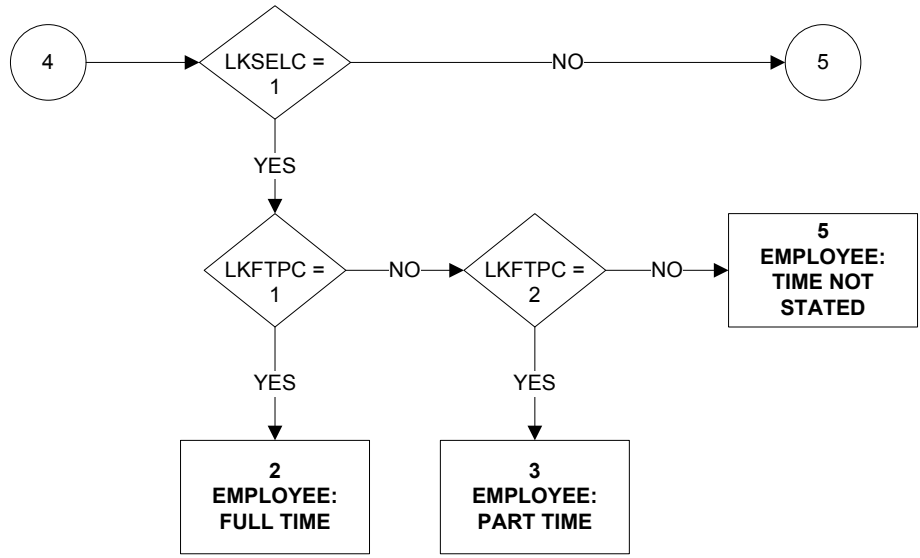 4
LKSELC =
1
NO
5
YES
LKFTPC =
1
NO
LKFTPC =
2
NO
5
EMPLOYEE:
TIME NOT
STATED
YES
YES
2
EMPLOYEE:
FULL TIME
3
EMPLOYEE:
PART TIME